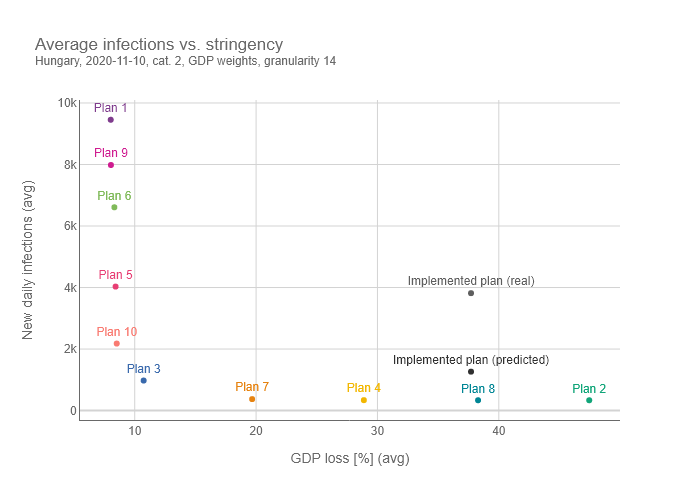 Average infections vs. stringency
Hungary, 2020-11-10, cat. 2, GDP weights, granularity 14
New daily infections (avg)
10k
8k
6k
4k
2k
0
Plan 1
Plan 9
Plan 6
Plan 5
Implemented plan (real)
Plan 10
Implemented plan (predicted)
Plan 3
Plan 7
Plan 4
Plan 8
Plan 2
10
20
30
40
GDP loss [%] (avg)